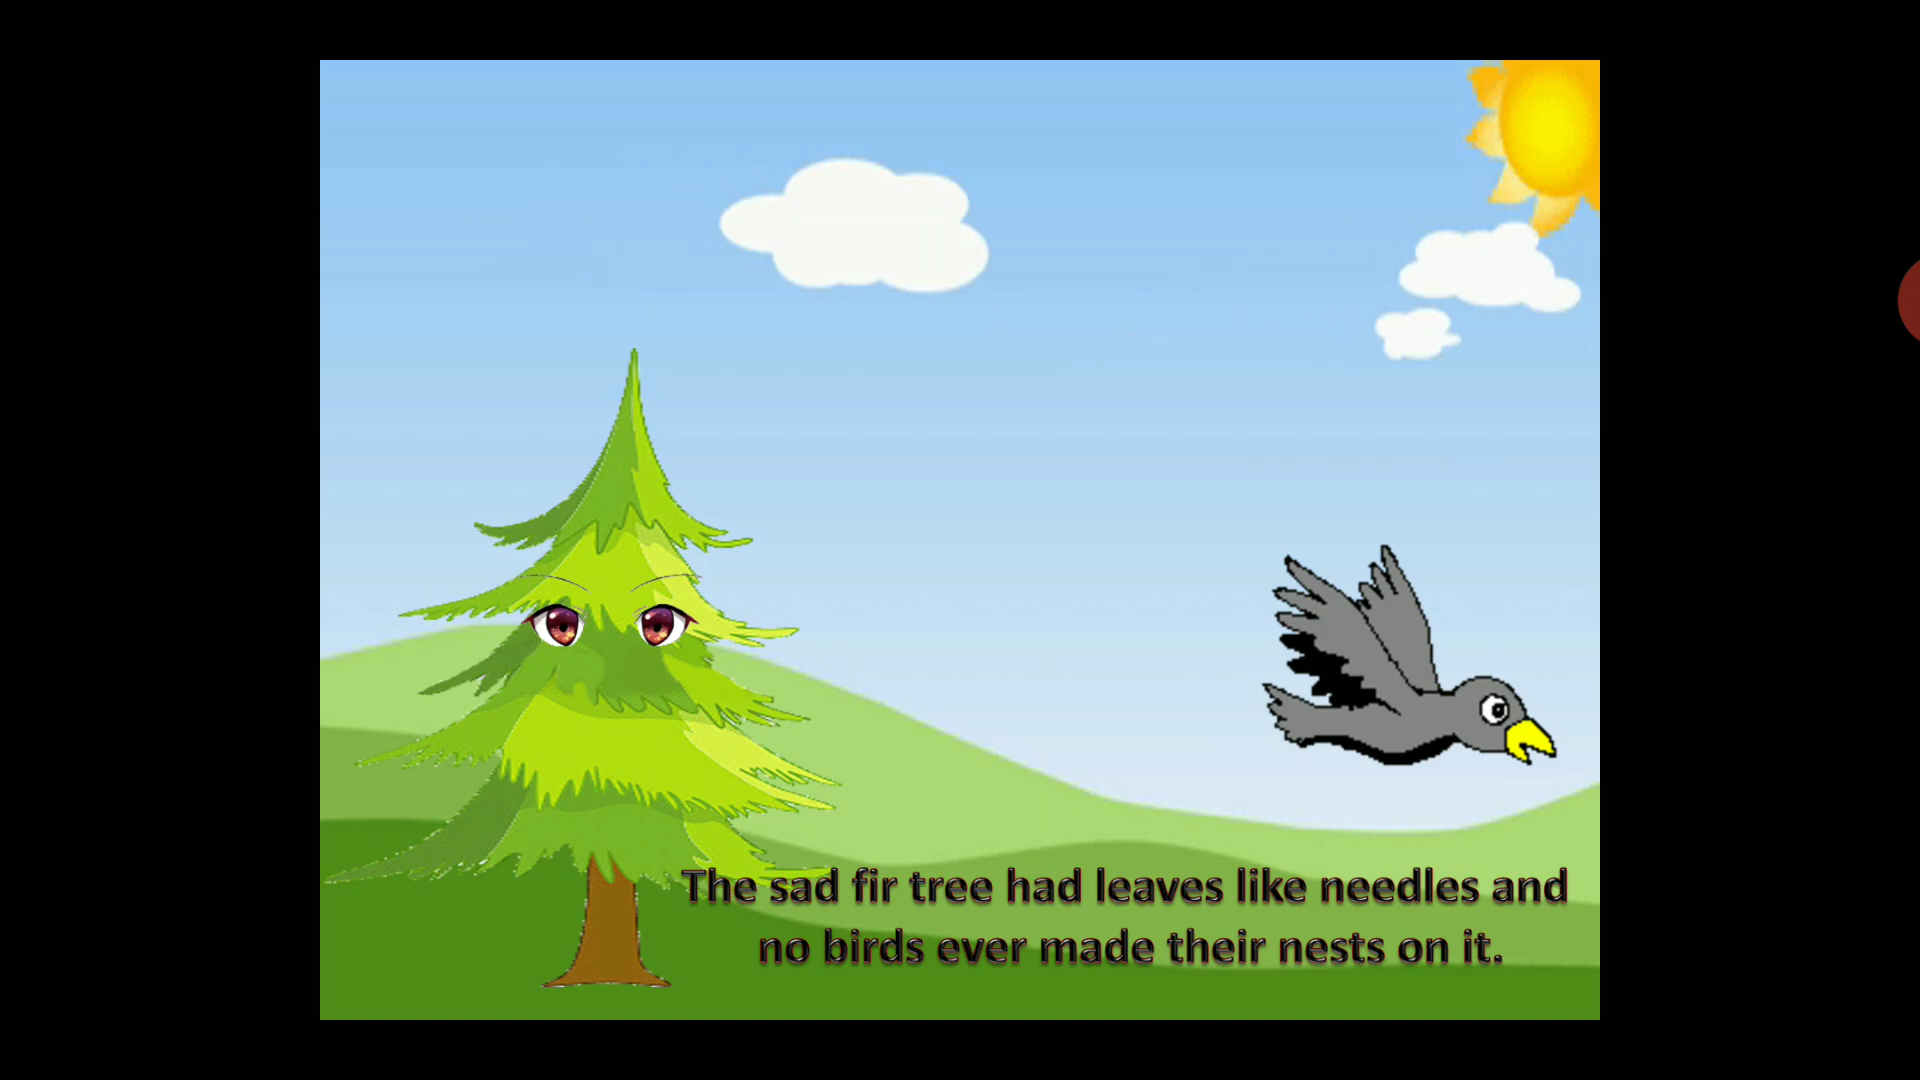 The sad fir tree had leaves like needles and
no birds ever made their nests on it.